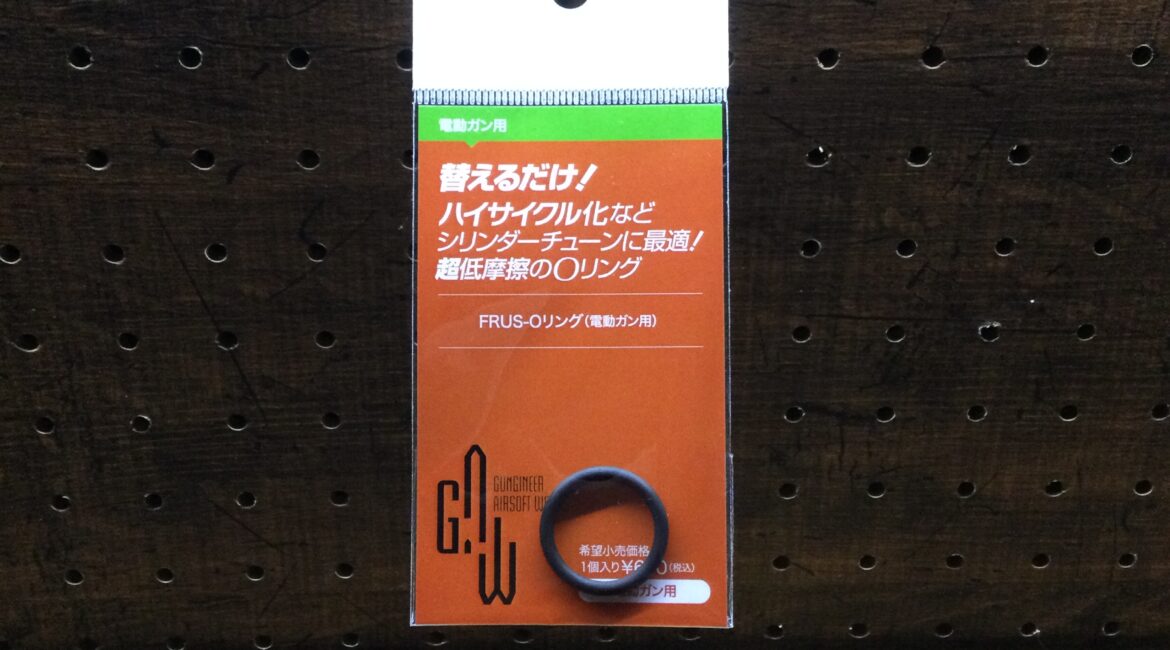 電動ガン用
替えるだけ!
ハイサイクル化など
シリンダーチューンに最適!
超低摩擦のOリング
FRUS-Oリング(電動ガン用)
G.A.W
GUNGINEER
AIRSOFT
希望小売価格
1個入り (税込)
電動ガン用